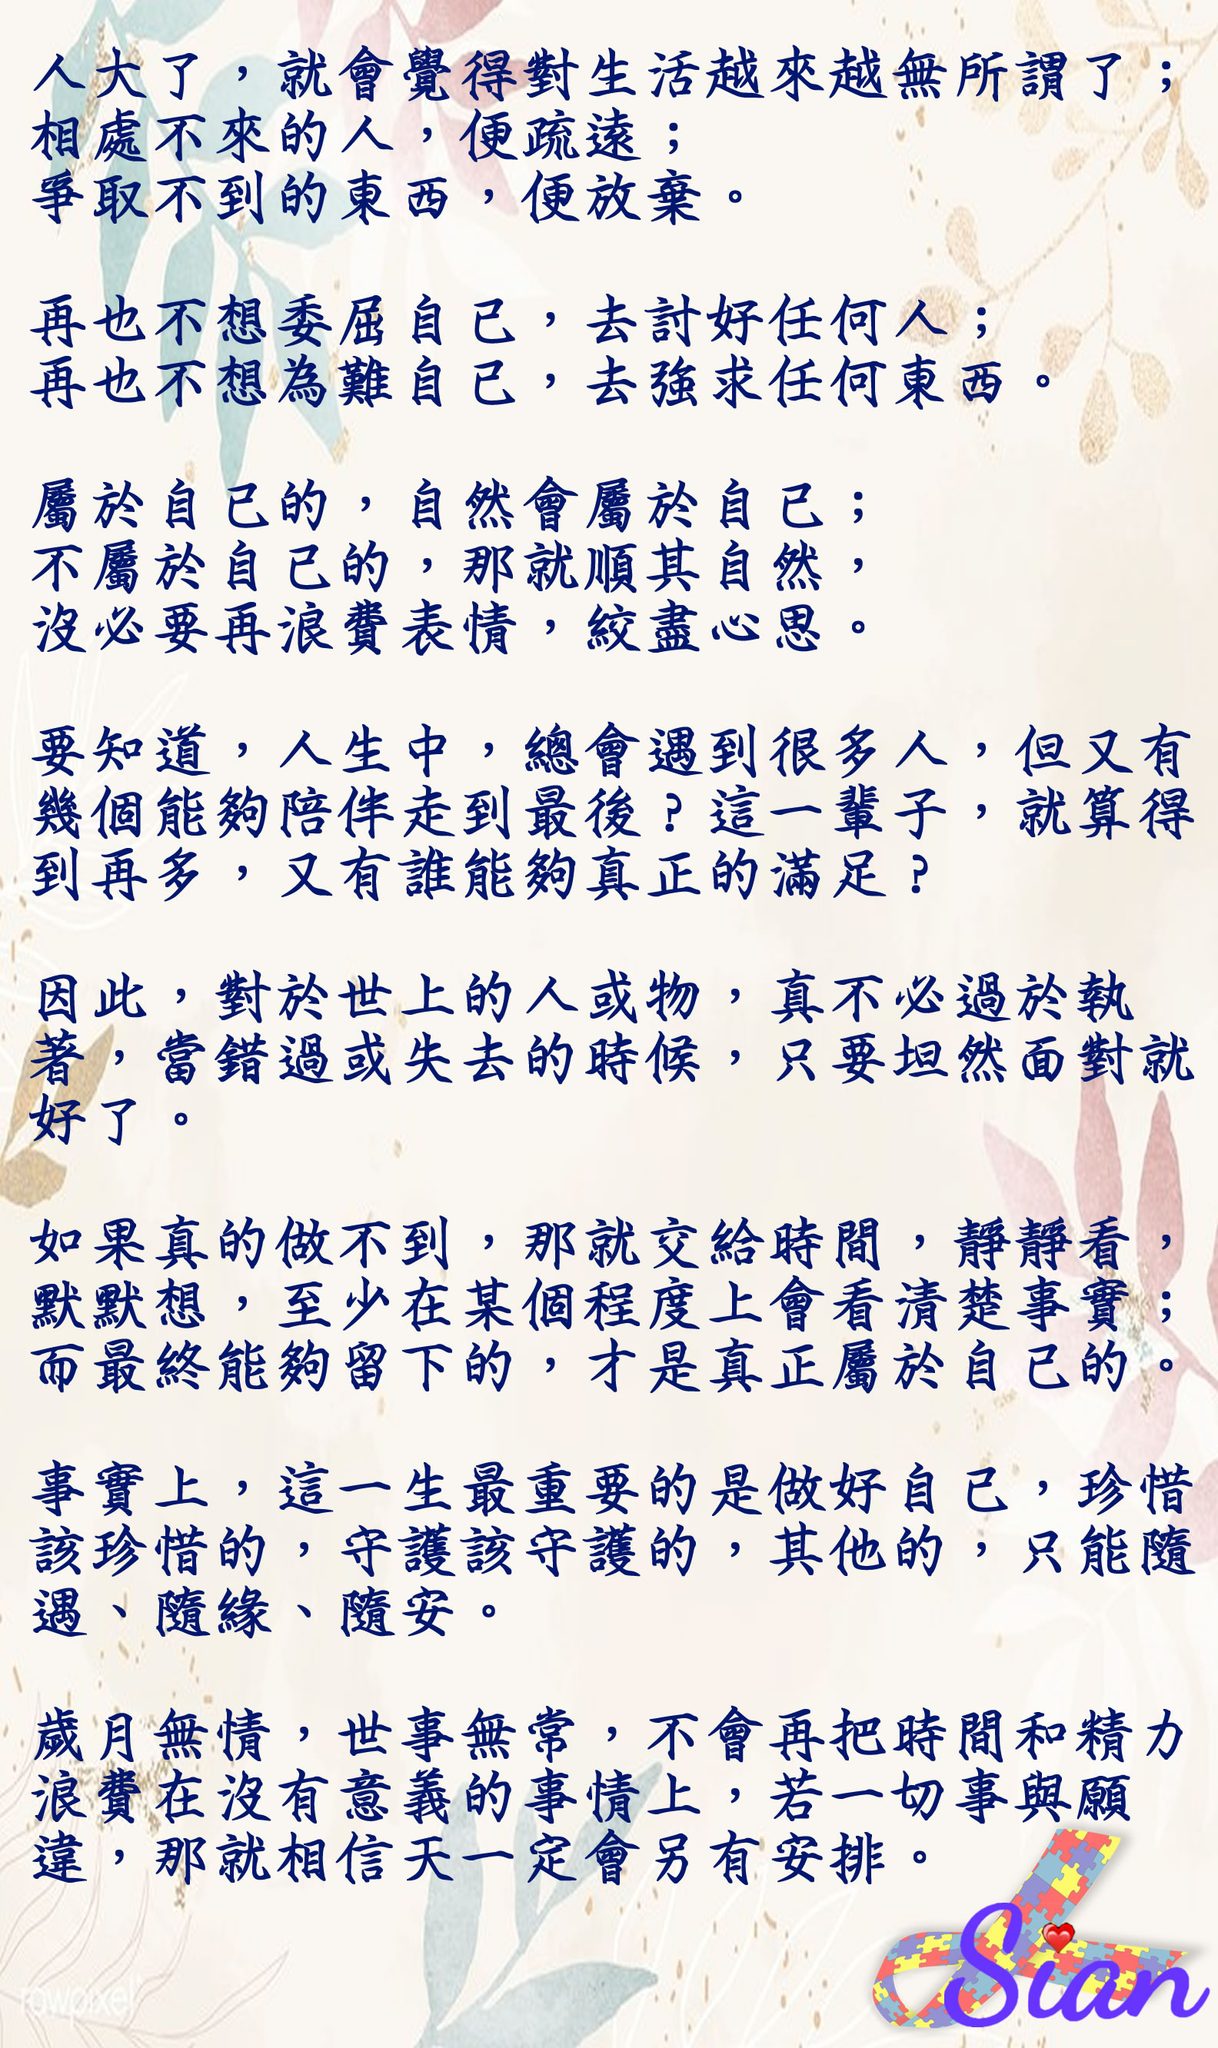 人大了，就會覺得對生活越來越無所謂了；
相處不來的人，便疏遠；
爭取不到的東西，便放棄。
再也不想委屈自己，去討好任何人；
再也不想為難自己，去強求任何東西。
屬於自己的，自然會屬於自己；
不屬於自己的，那就順其自然，
沒必要再浪費表情，絞盡心思。
要知道，人生中，總會遇到很多人，但又有
幾個能夠陪伴走到最後？這一輩子，就算得
到再多，又有誰能夠真正的滿足？
因此，對於世上的人或物，真不必過於執
著，當錯過或失去的時候，只要坦然面對就
好了。
如果真的做不到，那就交給時間，靜靜看，
默默想，至少在某個程度上會看清楚事實；
而最終能夠留下的，才是真正屬於自己的。
事實上，這一生最重要的是做好自己，珍惜
該珍惜的，守護該守護的，其他的，只能隨
遇、隨緣、隨安。
歲月無情，世事無常，不會再把時間和精力
浪費在沒有意義的事情上，若一切事與願
違，那就相信天一定會另有安排。
Sian
rawpixel